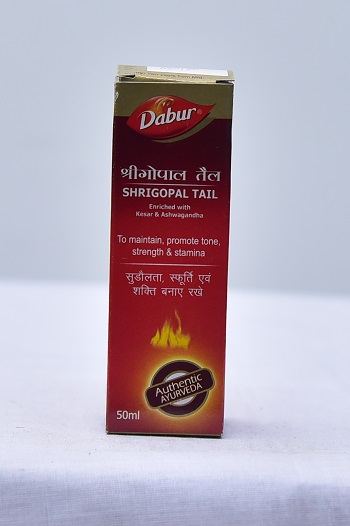 Dabur
श्रीगोपाल तैल
SHRIGOPAL TAIL
Enriched with
Kesar & Ashwagandha
To maintain, promote tone,
strength & stamina
सुडौलता, स्फूर्ति एवं
शक्ति बनाए रखे
Authentic
AYURVEDA
50ml